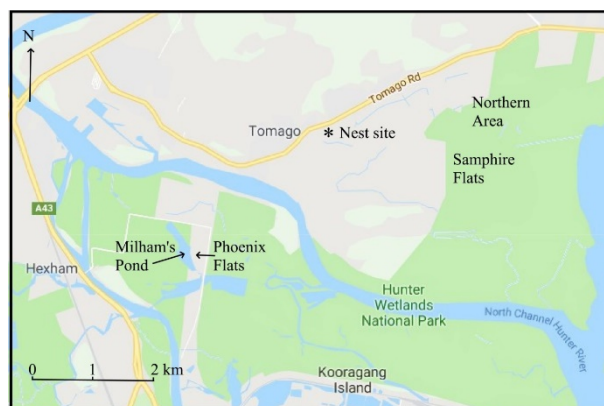 N
Tomago Rd
Northern
Area
Tomago
* Nest site
Samphire
Flats
A43
Milham's
Pond
Phoenix
Flats
Hexham
Hunter
Wetlands
National Park
North Channel Hunter River
0 1 2 km
Kooragang
Island